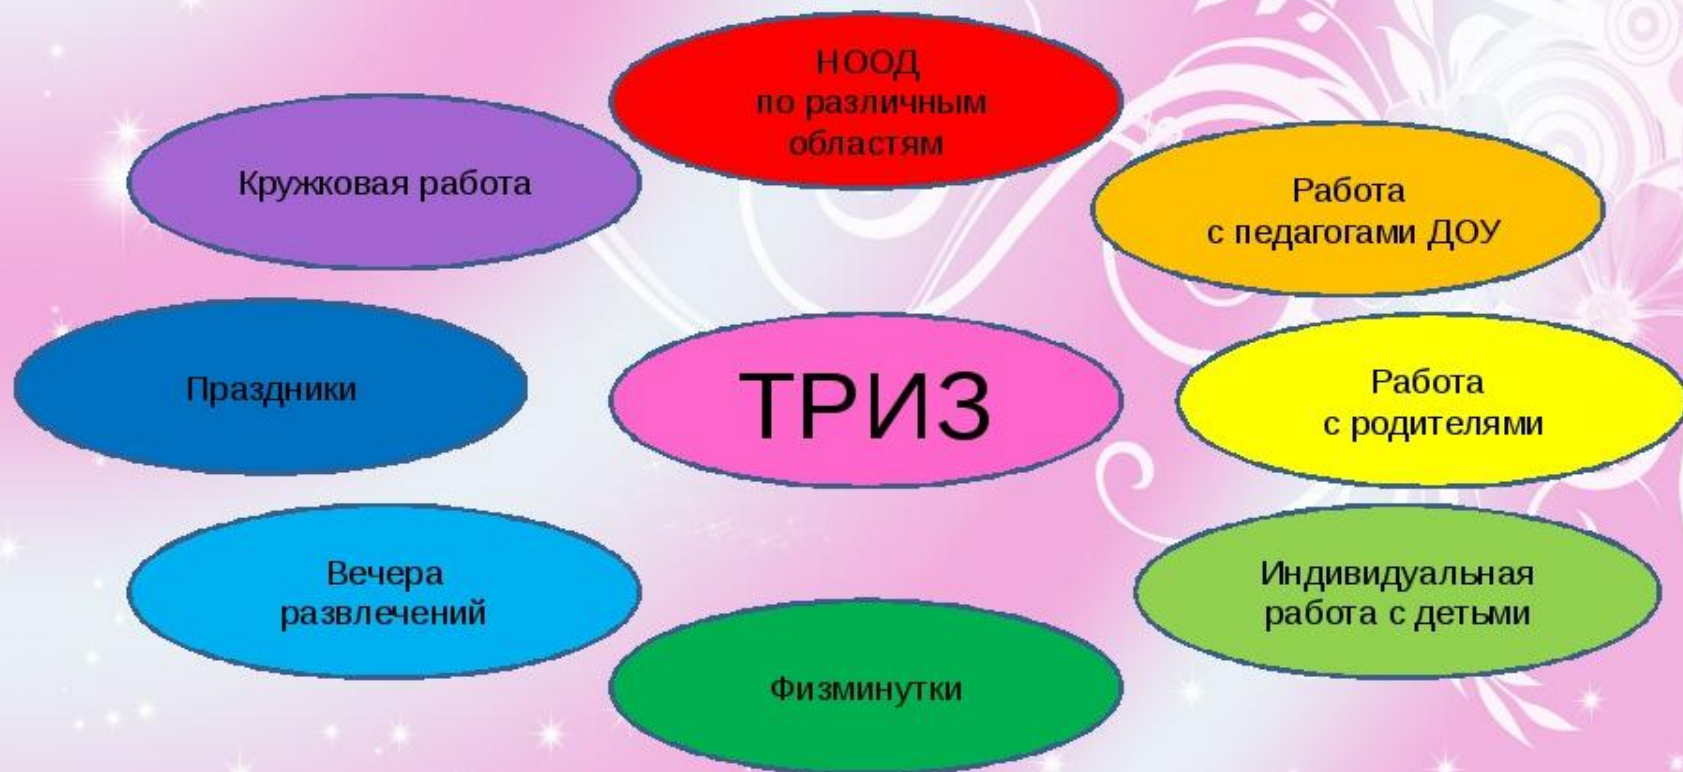 НООД
по различным
областям
Кружковая работа
Работа
с педагогами ДОУ
Праздники
ТРИЗ
Работа
с родителями
Вечера
развлечений
Индивидуальная
работа с детьми
Физминутки